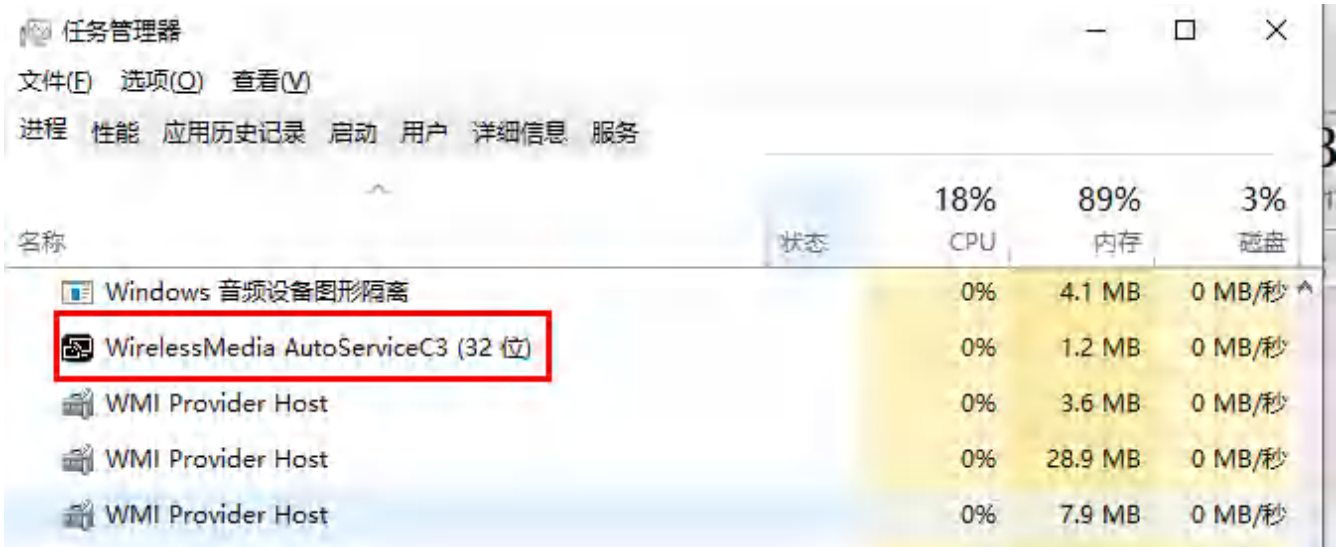 任务管理器
文件(F) 选项(O) 查看(V)
进程 性能 应用历史记录 启动 用户 详细信息 服务
18% 89% 3%
名称 状态 CPU 内存 磁盘
Windows 音频设备图形隔离 0% 4.1 MB 0 MB/秒
WirelessMedia AutoServiceC3 (32 位) 0% 1.2 MB 0 MB/秒
WMI Provider Host 0% 3.6 MB 0 MB/秒
WMI Provider Host 0% 28.9 MB 0 MB/秒
WMI Provider Host 0% 7.9 MB 0 MB/秒